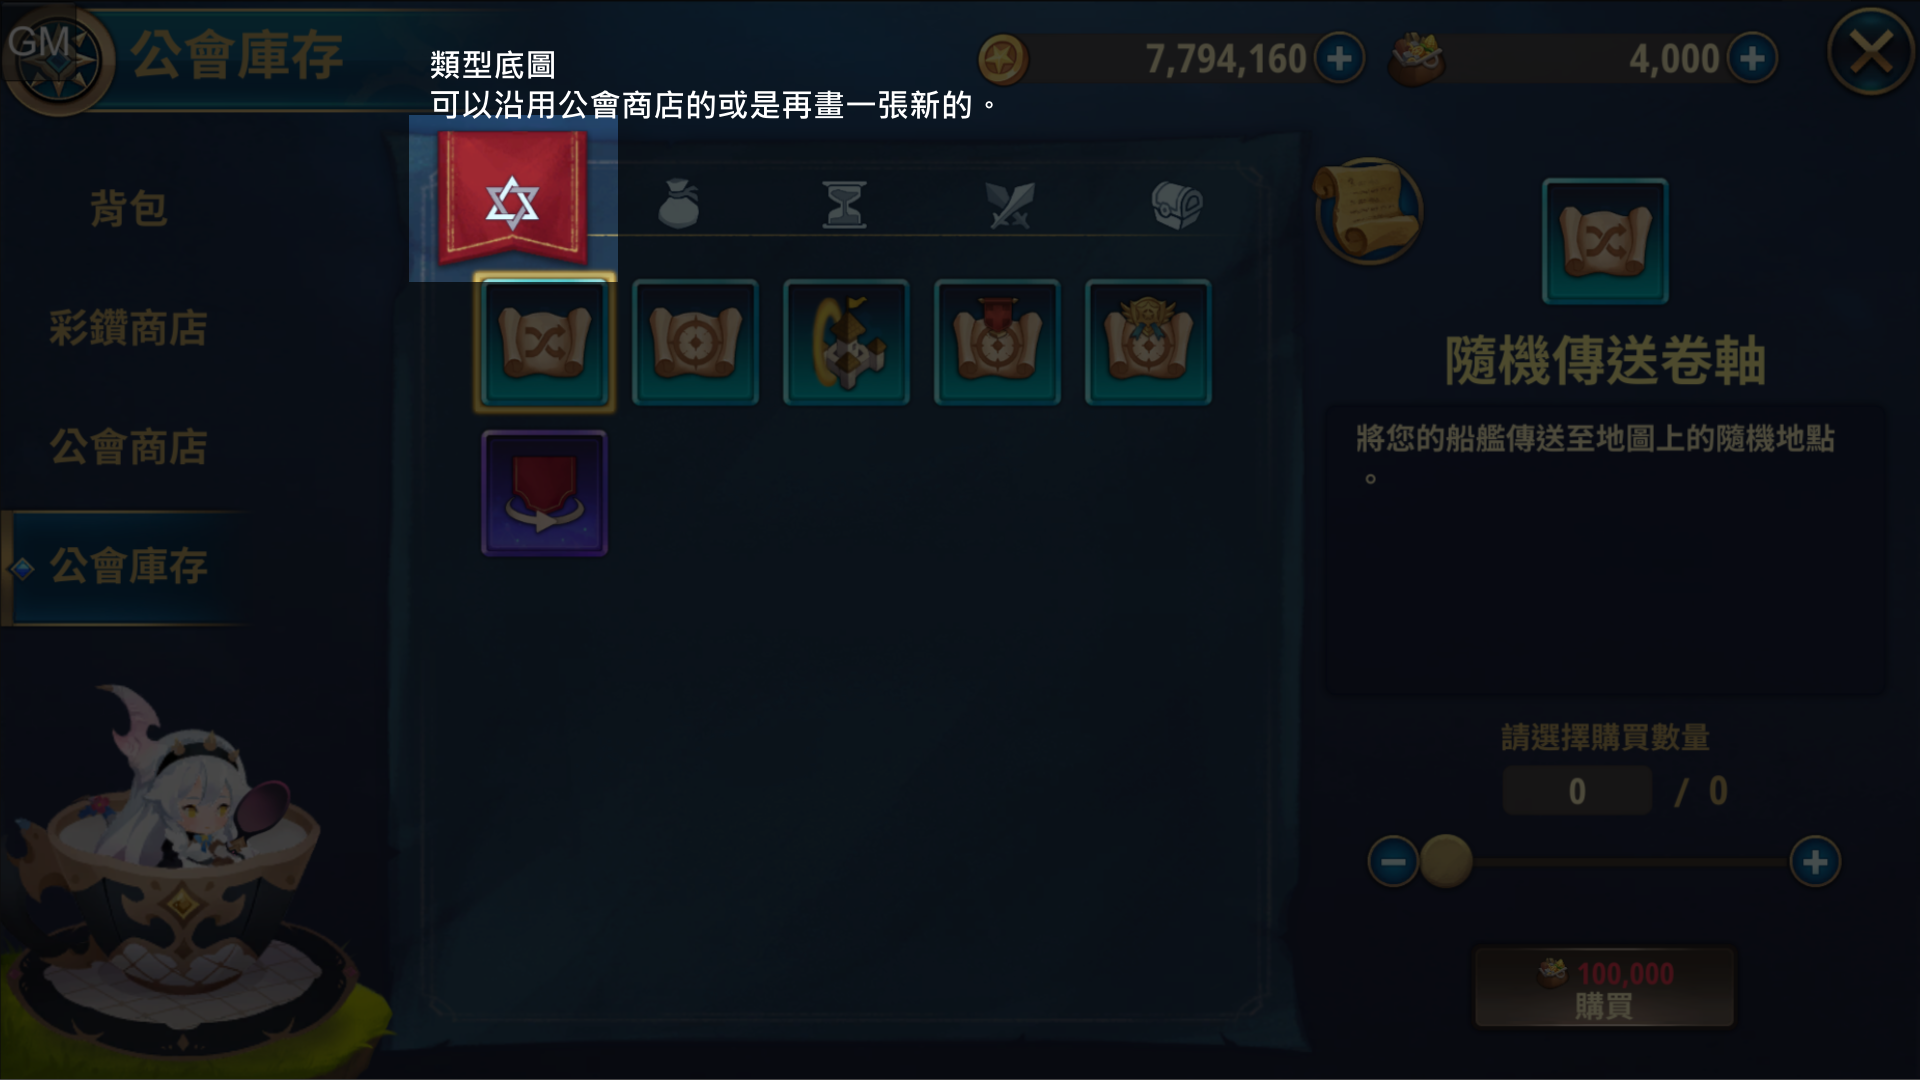 GM
公會庫存
7,794,160
4,000
類型底圖
可以沿用公會商店的或是再畫一張新的。
背包
彩鑽商店
公會商店
公會庫存
隨機傳送卷軸
將您的船艦傳送至地圖上的隨機地點
。
請選擇購買數量
0 / 0
100,000
購買